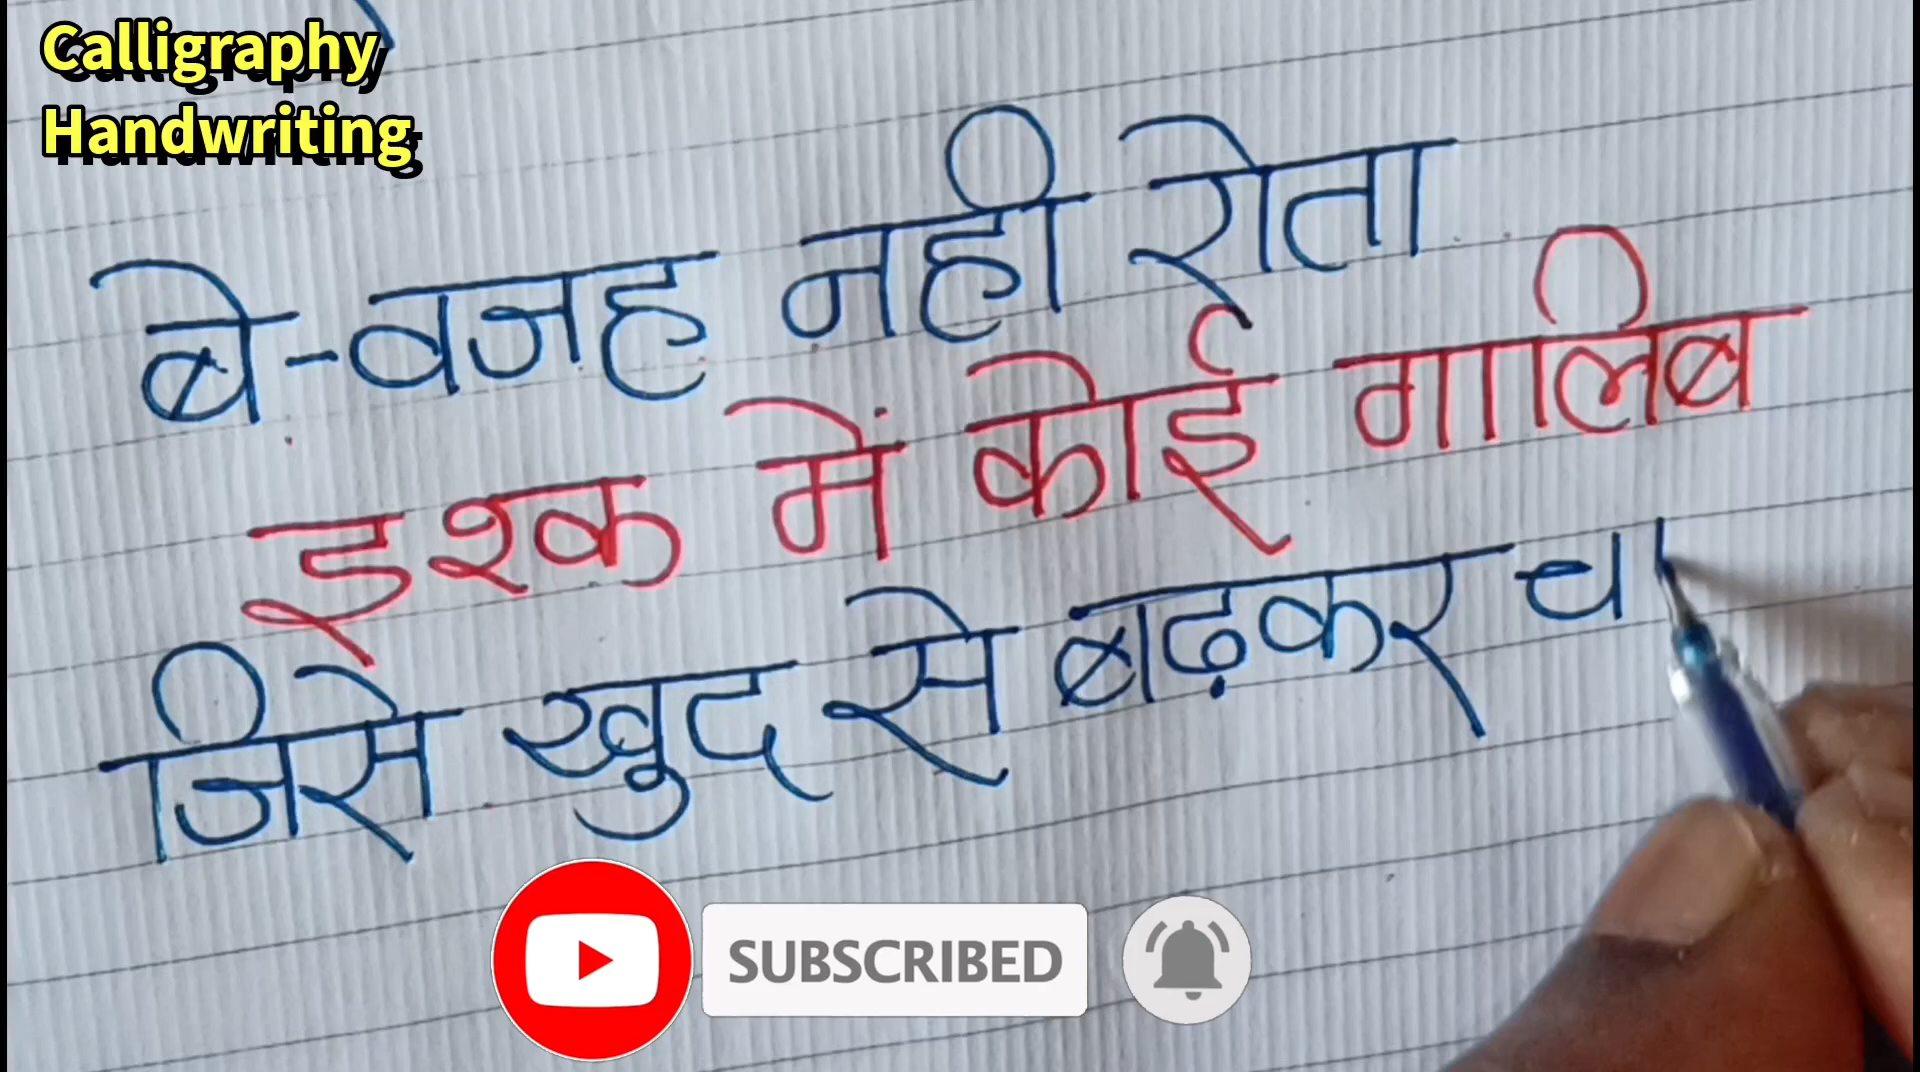 Calligraphy
Handwriting
बे-वजह नही रोता
इश्क में कोई गालिब
जिसे खुद से बढ़कर च
SUBSCRIBED